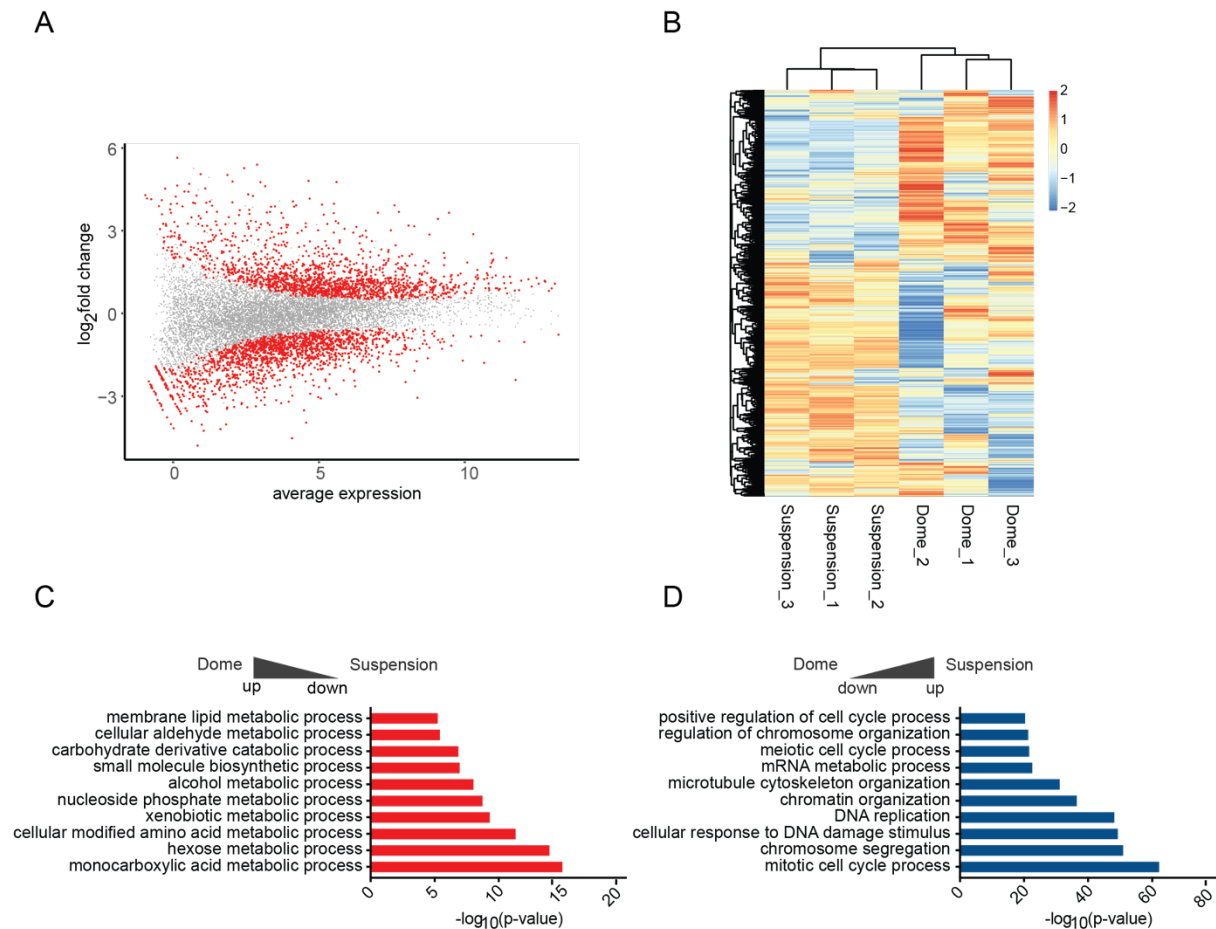 A
B
6
3
0
−3
log2fold change
0
5
10
average expression
2
1
0
−1
−2
Suspension_3
Suspension_1
Suspension_2
Dome_2
Dome_1
Dome_3
C
D
Dome
Suspension
up
down
membrane lipid metabolic process
cellular aldehyde metabolic process
carbohydrate derivative catabolic process
small molecule biosynthetic process
alcohol metabolic process
nucleoside phosphate metabolic process
xenobiotic metabolic process
cellular modified amino acid metabolic process
hexose metabolic process
monocarboxylic acid metabolic process
0
5
10
15
20
-log10(p-value)
Dome
Suspension
down
up
positive regulation of cell cycle process
regulation of chromosome organization
meiotic cell cycle process
mRNA metabolic process
microtubule cytoskeleton organization
chromatin organization
DNA replication
cellular response to DNA damage stimulus
chromosome segregation
mitotic cell cycle process
0
20
40
60
80
-log10(p-value)